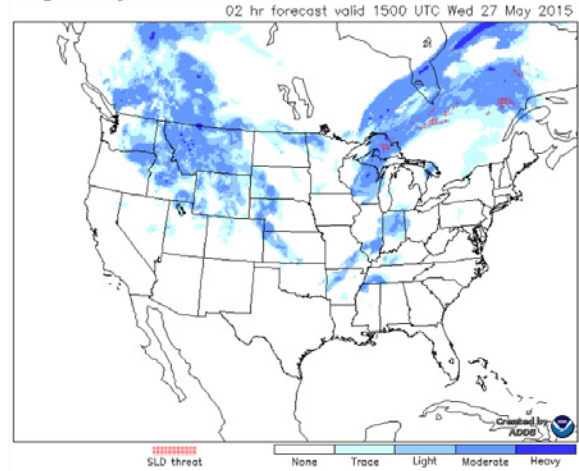 02 hr forecast valid 1500 UTC Wed 27 May 2015
Created by
ADDS
SLD threat
None Trace Light Moderate Heavy